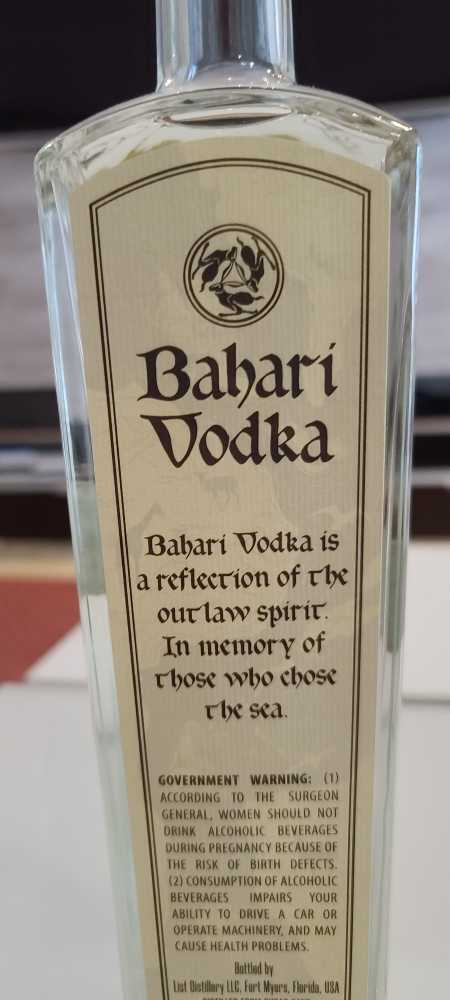 Bahari
Vodka
Bahari Vodka is
a reflection of the
outlaw spirit.
In memory of
those who chose
the sea.
GOVERNMENT WARNING: (1)
ACCORDING TO THE SURGEON
GENERAL, WOMEN SHOULD NOT
DRINK ALCOHOLIC BEVERAGES
DURING PREGNANCY BECAUSE OF
THE RISK OF BIRTH DEFECTS.
(2) CONSUMPTION OF ALCOHOLIC
BEVERAGES IMPAIRS YOUR
ABILITY TO DRIVE A CAR OR
OPERATE MACHINERY, AND MAY
CAUSE HEALTH PROBLEMS.
Bottled by
List Distillery LLC, Fort Myers, Florida, USA